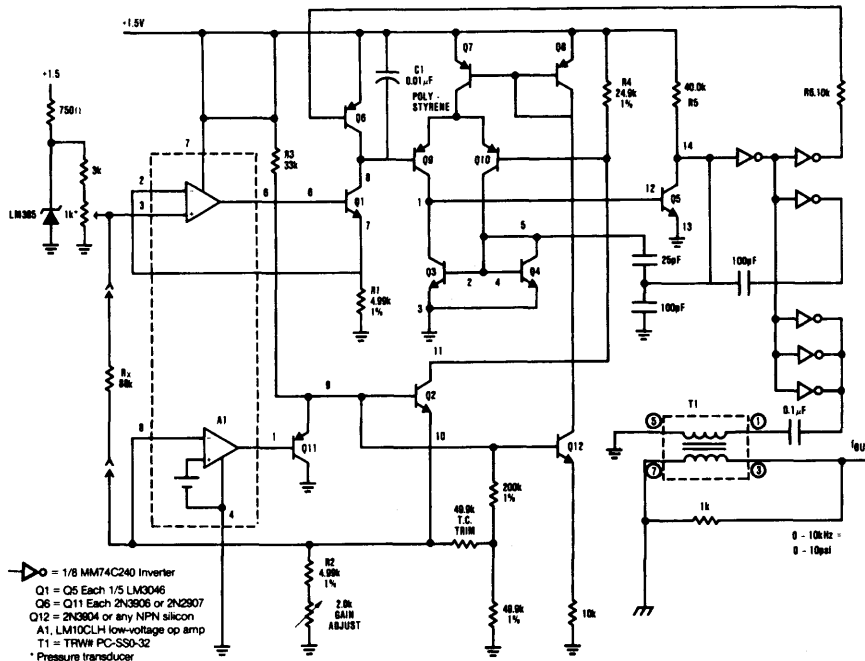 +1.5V
Q7
Q8
+1.5
C1
0.01μF
POLY-
STYRENE
R4
24.9k
1%
40.0k
R5
R6.10k
750Ω
7
R3
33k
Q6
14
3k
LM385
1k*
2
3
6
6
8
Q1
7
Q9
Q10
1
12
Q5
13
5
R1
4.99k
1%
Q3
2
4
Q4
3
25pF
100pF
100pF
Rx
88k
11
9
Q2
8
A1
1
Q11
10
Q12
T1
0.1μF
5
1
7
3
4
49.9k
T.C.
TRIM
200k
1%
1k
0 - 10kHz =
0 - 10psi
R2
4.99k
1%
2.0k
GAIN
ADJUST
49.9k
1%
10k
= 1/8 MM74C240 Inverter
Q1 = Q5 Each 1/5 LM3046
Q6 = Q11 Each 2N3906 or 2N2907
Q12 = 2N3904 or any NPN silicon
A1, LM10CLH low-voltage op amp
T1 = TRW# PC-SS0-32
* Pressure transducer